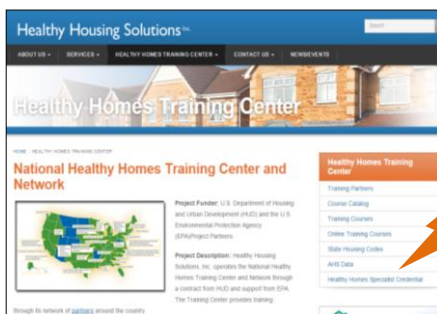 Healthy Housing Solutions Inc.
Search
ABOUT US
SERVICES
HEALTHY HOMES TRAINING CENTER
CONTACT US
NEWS/EVENTS
Healthy Homes Training Center
HOME : HEALTHY HOMES TRAINING CENTER
National Healthy Homes Training Center and
Network
Project Funder: U.S. Department of Housing
and Urban Development (HUD) and the U.S.
Environmental Protection Agency
(EPA)Project Partners
Project Description: Healthy Housing
Solutions, Inc. operates the National Healthy
Homes Training Center and Network through
a contract from HUD and support from EPA.
The Training Center provides training
through its network of partners around the country
Healthy Homes Training
Center
Training Partners
Course Catalog
Training Courses
Online Training Courses
State Housing Codes
AHS Data
Healthy Homes Specialist Credential